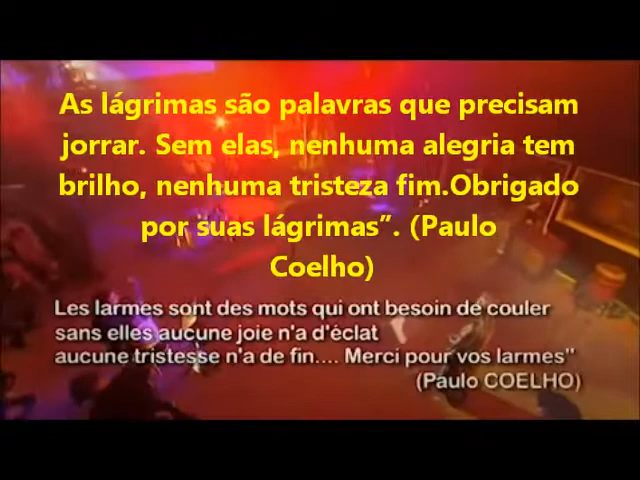 As lágrimas são palavras que precisam
jorrar. Sem elas, nenhuma alegria tem
brilho, nenhuma tristeza fim.Obrigado
por suas lágrimas”. (Paulo
Coelho)
Les larmes sont des mots qui ont besoin de couler
sans elles aucune joie n'a d'éclat
aucune tristesse n'a de fin.... Merci pour vos larmes"
(Paulo COELHO)